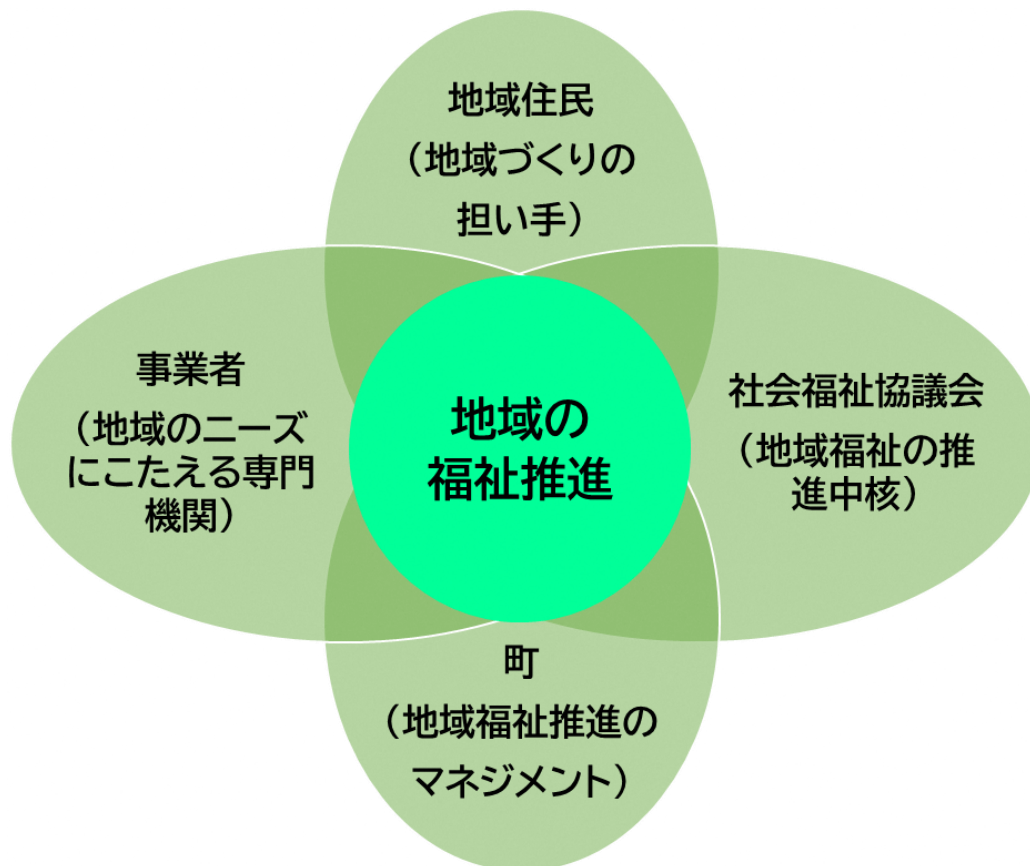 地域住民
（地域づくりの
担い手）
事業者
（地域のニーズ
にこたえる専門
機関）
地域の
福祉推進
社会福祉協議会
（地域福祉の推
進中核）
町
（地域福祉推進の
マネジメント）